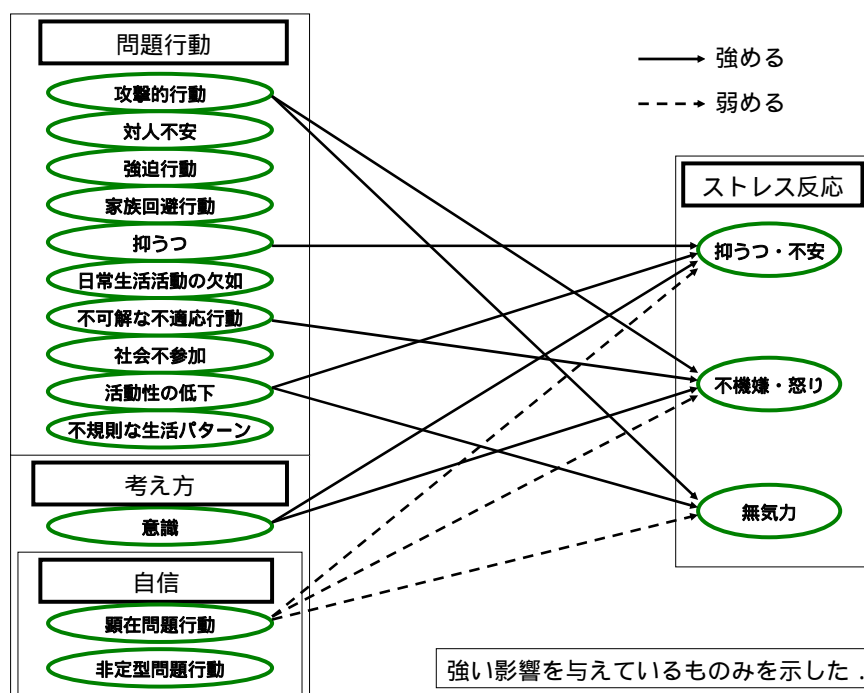 問題行動
攻撃的行動
対人不安
強迫行動
家族回避行動
抑うつ
日常生活活動の欠如
不可解な不適応行動
社会不参加
活動性の低下
不規則な生活パターン
考え方
意識
自信
顕在問題行動
非定型問題行動
強める
弱める
ストレス反応
抑うつ・不安
不機嫌・怒り
無気力
強い影響を与えているものみを示した．